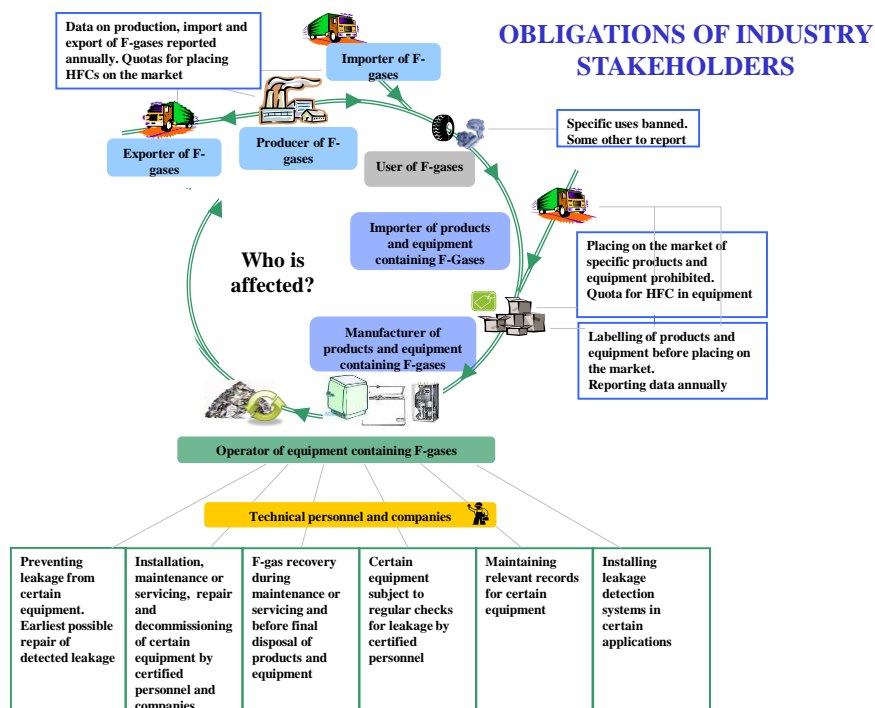 OBLIGATIONS OF INDUSTRY
STAKEHOLDERS
Data on production, import and
export of F-gases reported
annually. Quotas for placing
HFCs on the market
Importer of F-
gases
Exporter of F-
gases
Producer of F-
gases
User of F-gases
Specific uses banned.
Some other to report
Importer of products
and equipment
containing F-Gases
Who is
affected?
Placing on the market of
specific products and
equipment prohibited.
Quota for HFC in equipment
Manufacturer of
products and equipment
containing F-gases
Labelling of products and
equipment before placing on
the market.
Reporting data annually
Operator of equipment containing F-gases
Technical personnel and companies
Preventing
leakage from
certain
equipment.
Earliest possible
repair of
detected leakage
Installation,
maintenance or
servicing, repair
and
decommissioning
of certain
equipment by
certified
personnel and
companies
F-gas recovery
during
maintenance or
servicing and
before final
disposal of
products and
equipment
Certain
equipment
subject to
regular checks
for leakage by
certified
personnel
Maintaining
relevant records
for certain
equipment
Installing
leakage
detection
systems in
certain
applications